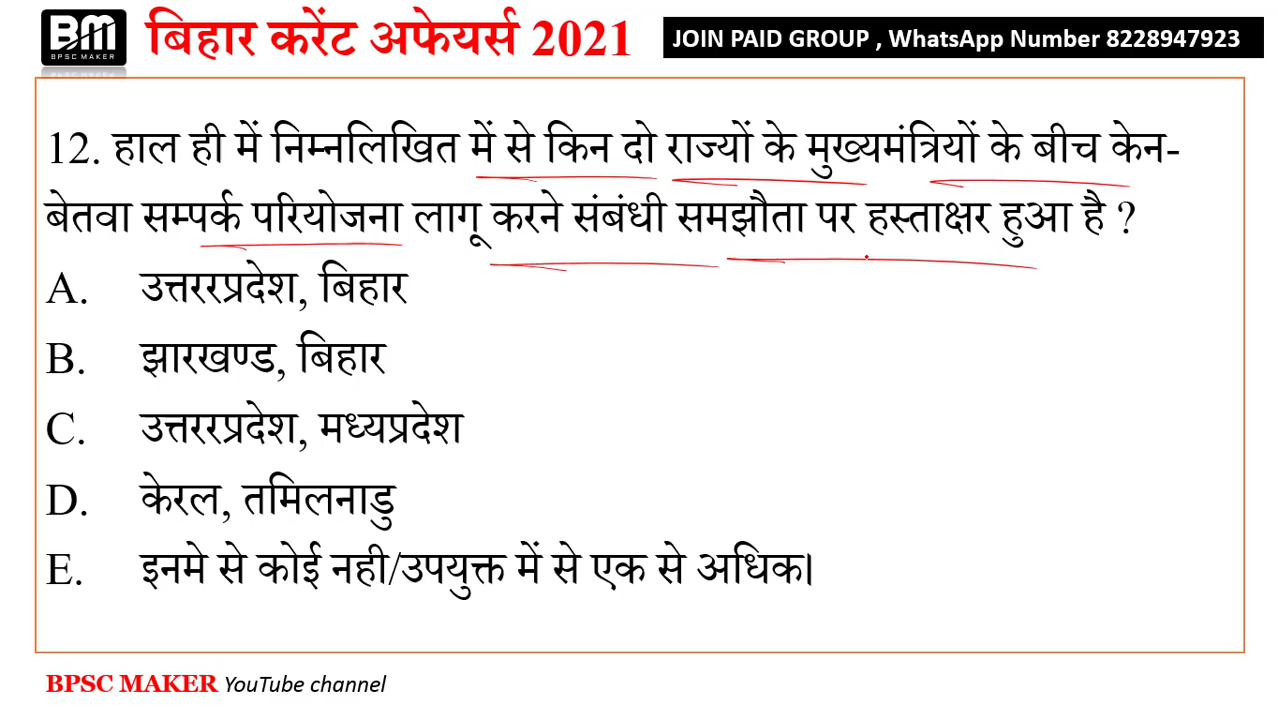 BM
BPSC MAKER
बिहार करेंट अफेयर्स 2021
JOIN PAID GROUP , WhatsApp Number 8228947923
12. हाल ही में निम्नलिखित में से किन दो राज्यों के मुख्यमंत्रियों के बीच केन-
बेतवा सम्पर्क परियोजना लागू करने संबंधी समझौता पर हस्ताक्षर हुआ है ?
A. उत्तररप्रदेश, बिहार
B. झारखण्ड, बिहार
C. उत्तररप्रदेश, मध्यप्रदेश
D. केरल, तमिलनाडु
E. इनमे से कोई नही/उपयुक्त में से एक से अधिक।
BPSC MAKER YouTube channel